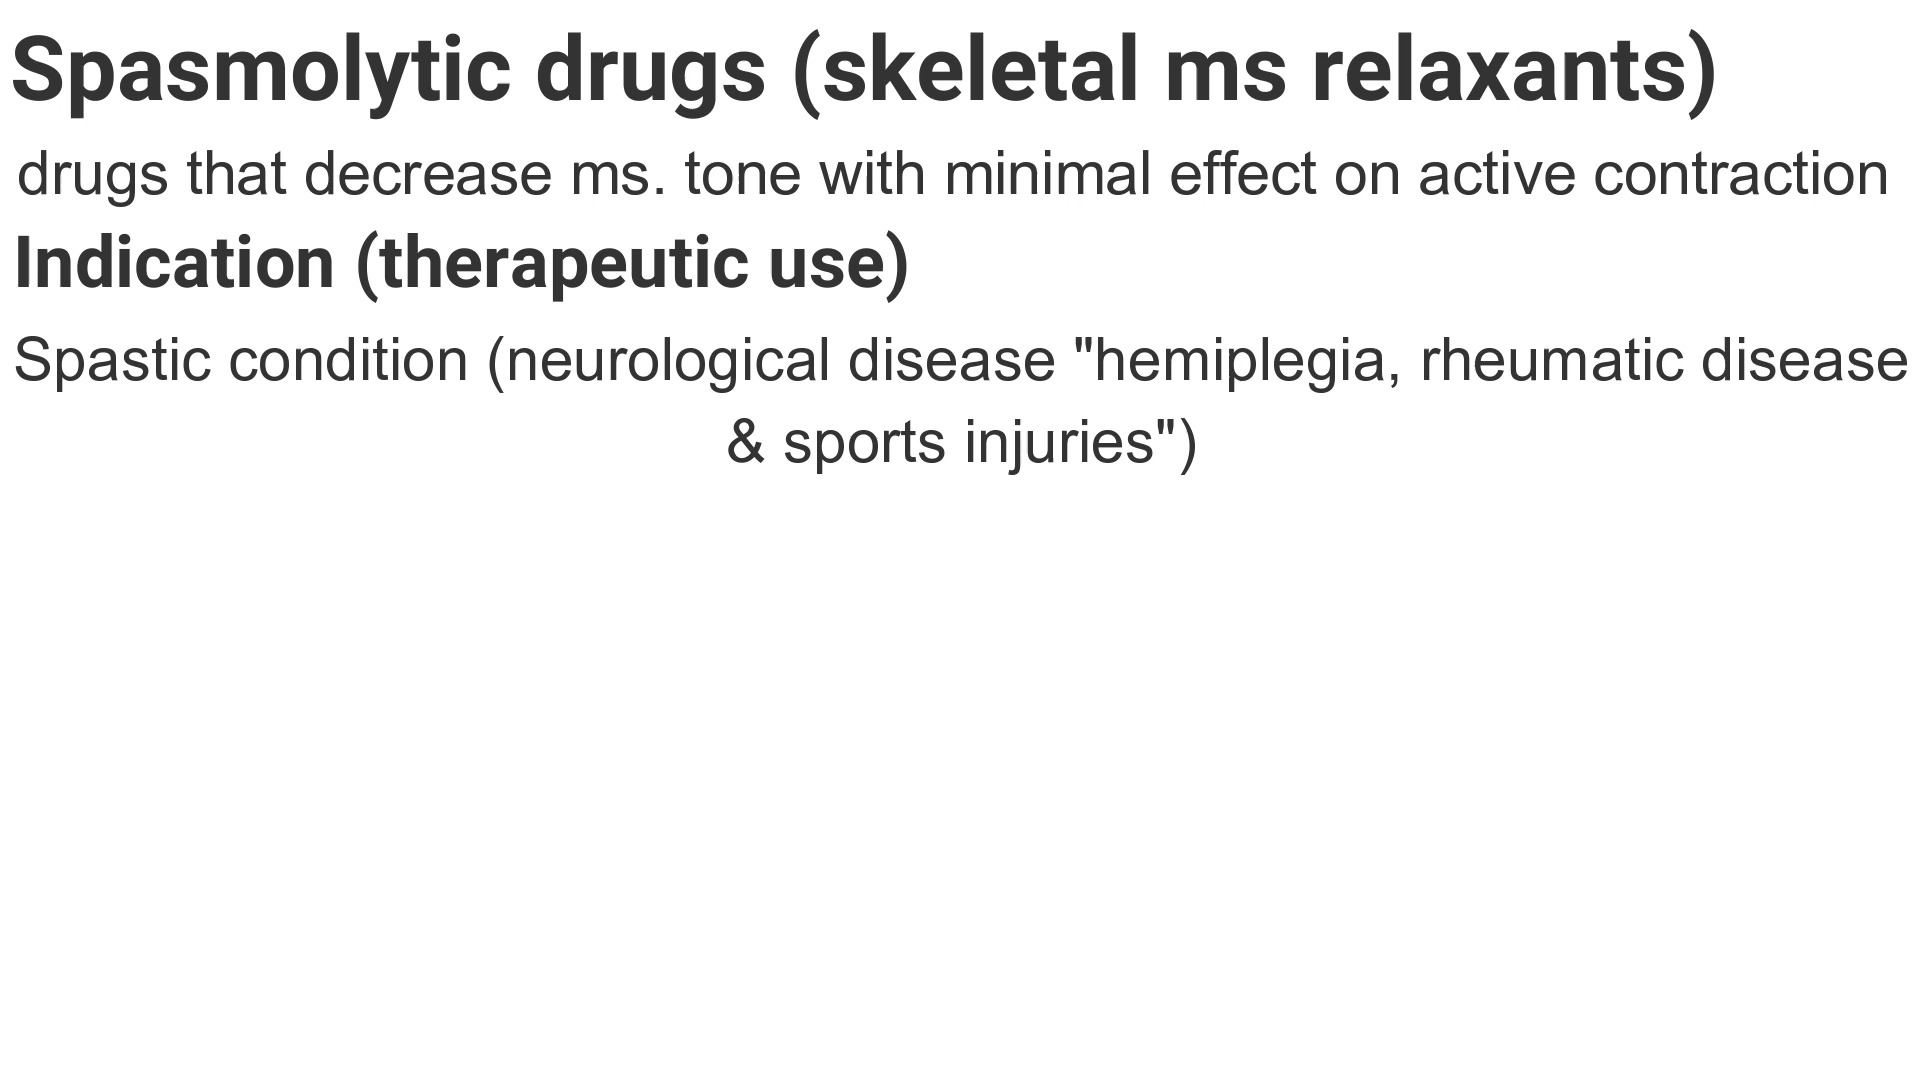 Spasmolytic drugs (skeletal ms relaxants)
drugs that decrease ms. tone with minimal effect on active contraction
Indication (therapeutic use)
Spastic condition (neurological disease "hemiplegia, rheumatic disease
& sports injuries")